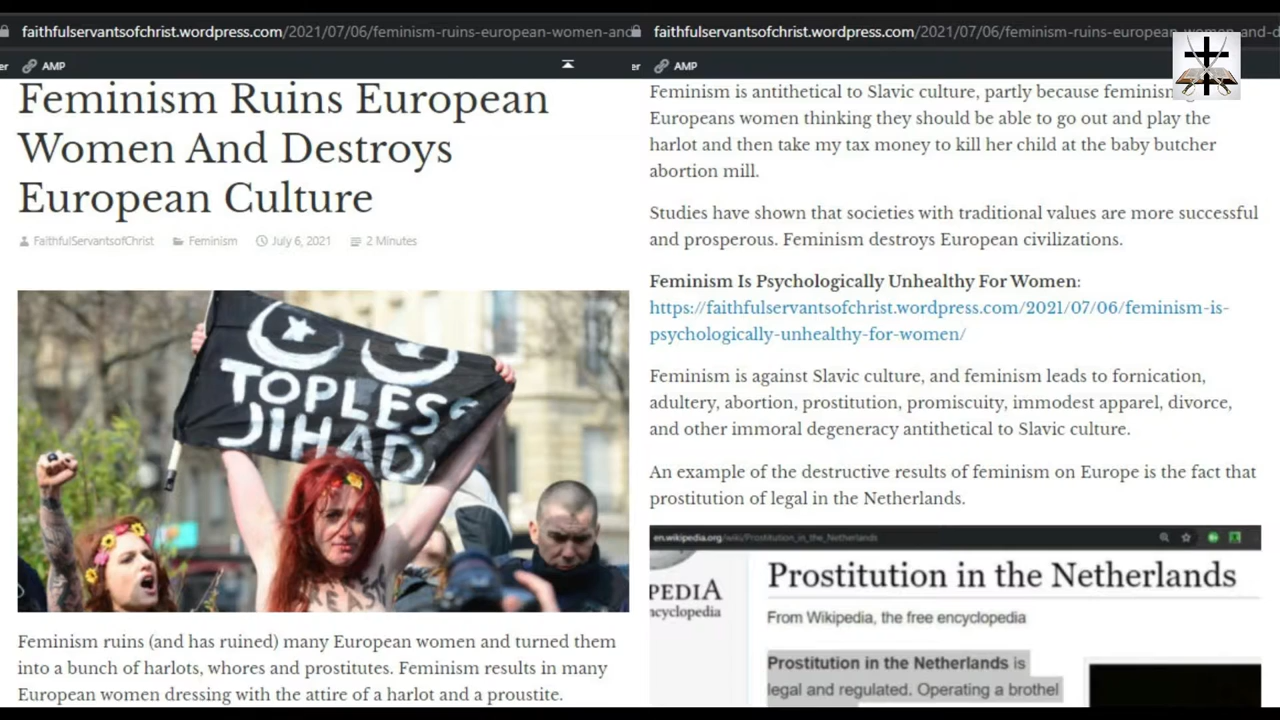 faithfulservantsofchrist.wordpress.com/2021/07/06/feminism-ruins-european-women-and
er AMP
Feminism Ruins European
Women And Destroys
European Culture
FaithfulServantsofChrist Feminism July 6, 2021 2 Minutes
TOPLESS
JIHAD
Feminism ruins (and has ruined) many European women and turned them
into a bunch of harlots, whores and prostitutes. Feminism results in many
European women dressing with the attire of a harlot and a proustite.
faithfulservantsofchrist.wordpress.com/2021/07/06/feminism-ruins-european-women-and-d
er AMP
Feminism is antithetical to Slavic culture, partly because
Europeans women thinking they should be able to go out and play the
harlot and then take my tax money to kill her child at the baby butcher
abortion mill.
Studies have shown that societies with traditional values are more successful
and prosperous. Feminism destroys European civilizations.
Feminism Is Psychologically Unhealthy For Women:
https://faithfulservantsofchrist.wordpress.com/2021/07/06/feminism-is-
psychologically-unhealthy-for-women/
Feminism is against Slavic culture, and feminism leads to fornication,
adultery, abortion, prostitution, promiscuity, immodest apparel, divorce,
and other immoral degeneracy antithetical to Slavic culture.
An example of the destructive results of feminism on Europe is the fact that
prostitution of legal in the Netherlands.
en.wikipedia.org/wiki/Prostitution_in_the_Netherlands
PEDIA
ncyclopedia
Prostitution in the Netherlands
From Wikipedia, the free encyclopedia
Prostitution in the Netherlands is
legal and regulated. Operating a brothel